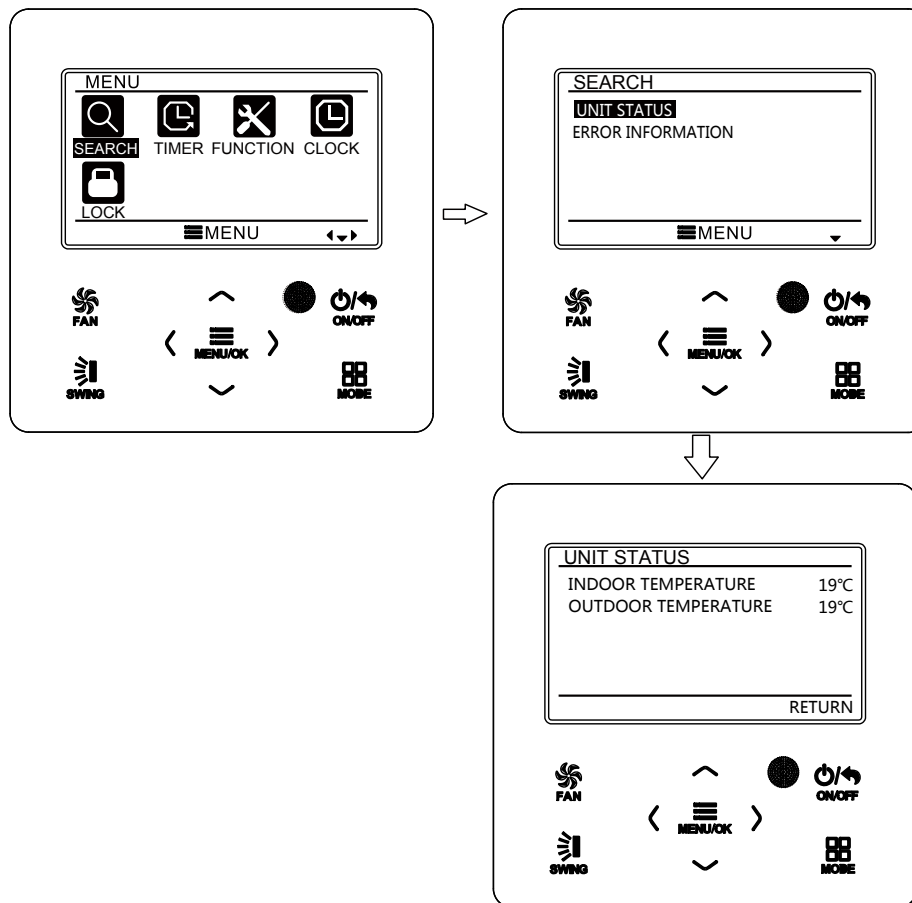 MENU
SEARCH TIMER FUNCTION CLOCK
LOCK
MENU
FAN
ON/OFF
MENU/OK
SWING
MODE
SEARCH
UNIT STATUS
ERROR INFORMATION
MENU
FAN
ON/OFF
MENU/OK
SWING
MODE
UNIT STATUS
INDOOR TEMPERATURE 19℃
OUTDOOR TEMPERATURE 19℃
RETURN
FAN
ON/OFF
MENU/OK
SWING
MODE